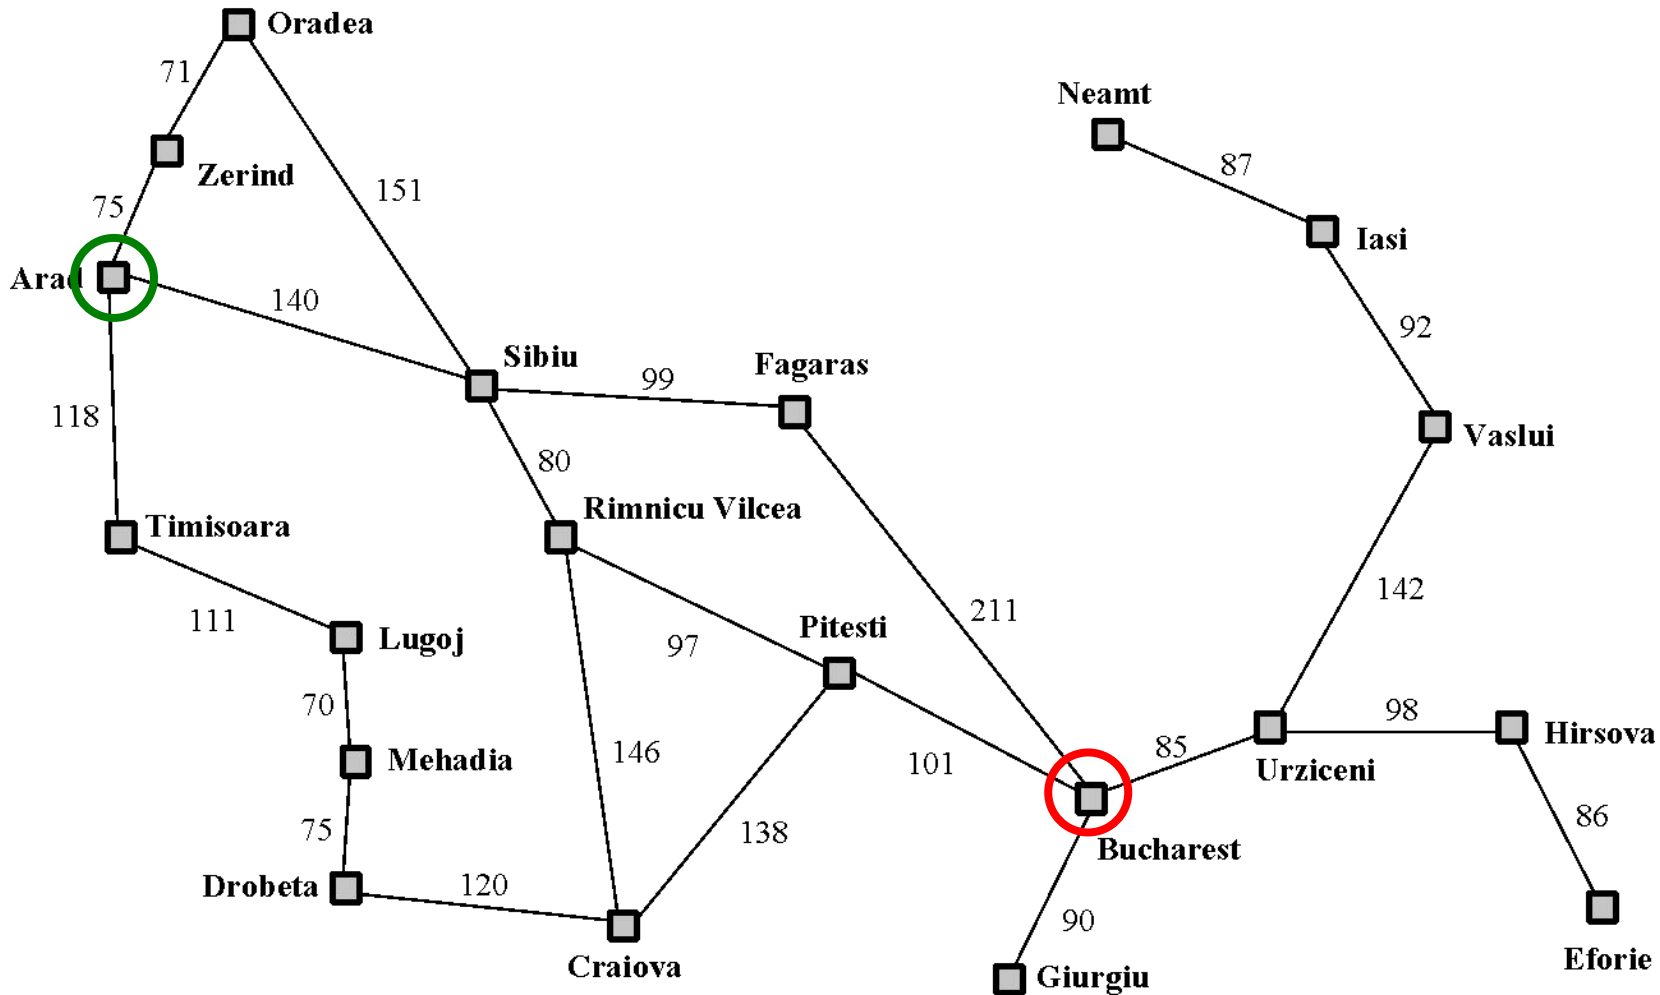 Oradea
71
Neamt
87
Zerind
151
75
Iasi
Arad
140
92
Sibiu
Fagaras
99
118
Vaslui
80
Rimnicu Vilcea
Timisoara
142
211
111
Lugoj
97
Pitesti
70
98
Hirsova
146
85
Mehadia
101
Urziceni
86
75
138
Bucharest
Drobeta
120
90
Craiova
Eforie
Giurgiu